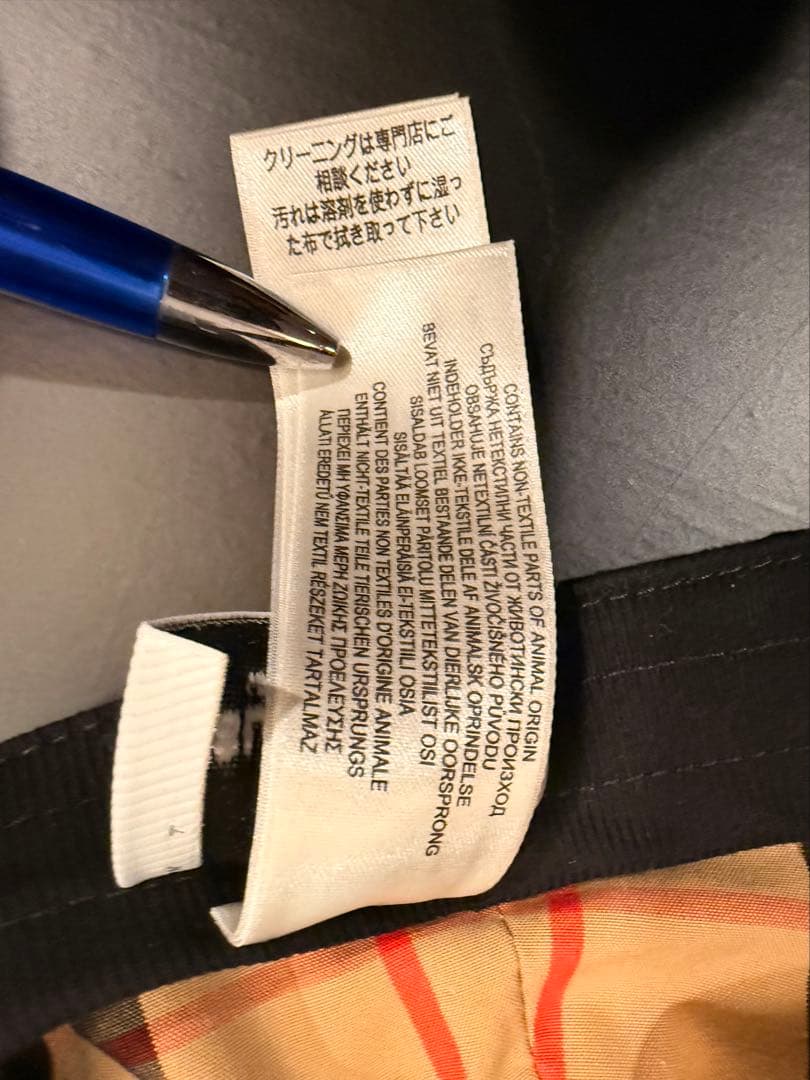 クリーニングは専門店にご
相談ください
汚れは溶剤を使わずに湿っ
た布で拭き取って下さい
CONTAINS NON-TEXTILE PARTS OF ANIMAL ORIGIN
СЪДЪРЖА НЕТЕКСТИЛНИ ЧАСТИ ОТ ЖИВОТИНСКИ ПРОИЗХОД
OBSAHUJE NETEXTILNÍ ČÁSTI ŽIVOČIŠNÉHO PŮVODU
INDEHOLDER IKKE-TEKSTILE DELE AF ANIMALSK OPRINDELSE
BEVAT NIET UIT TEXTIEL BESTAANDE DELEN VAN DIERLIJKE OORSPRONG
SISALDAB LOOMSET PÄRITOLU MITTETEKSTIILIST OSI
SISÄLTÄÄ ELÄINPERÄISIÄ EI-TEKSTIILI OSIA
CONTIENT DES PARTIES NON TEXTILES D'ORIGINE ANIMALE
ENTHÄLT NICHT-TEXTILE TEILE TIERISCHEN URSPRUNGS
ΠΕΡΙΕΧΕΙ ΜΗ ΥΦΑΝΣΙΜΑ ΜΕΡΗ ΖΩΙΚΗΣ ΠΡΟΕΛΕΥΣΗΣ
ÁLLATI EREDETŰ NEM TEXTIL RÉSZEKET TARTALMAZ